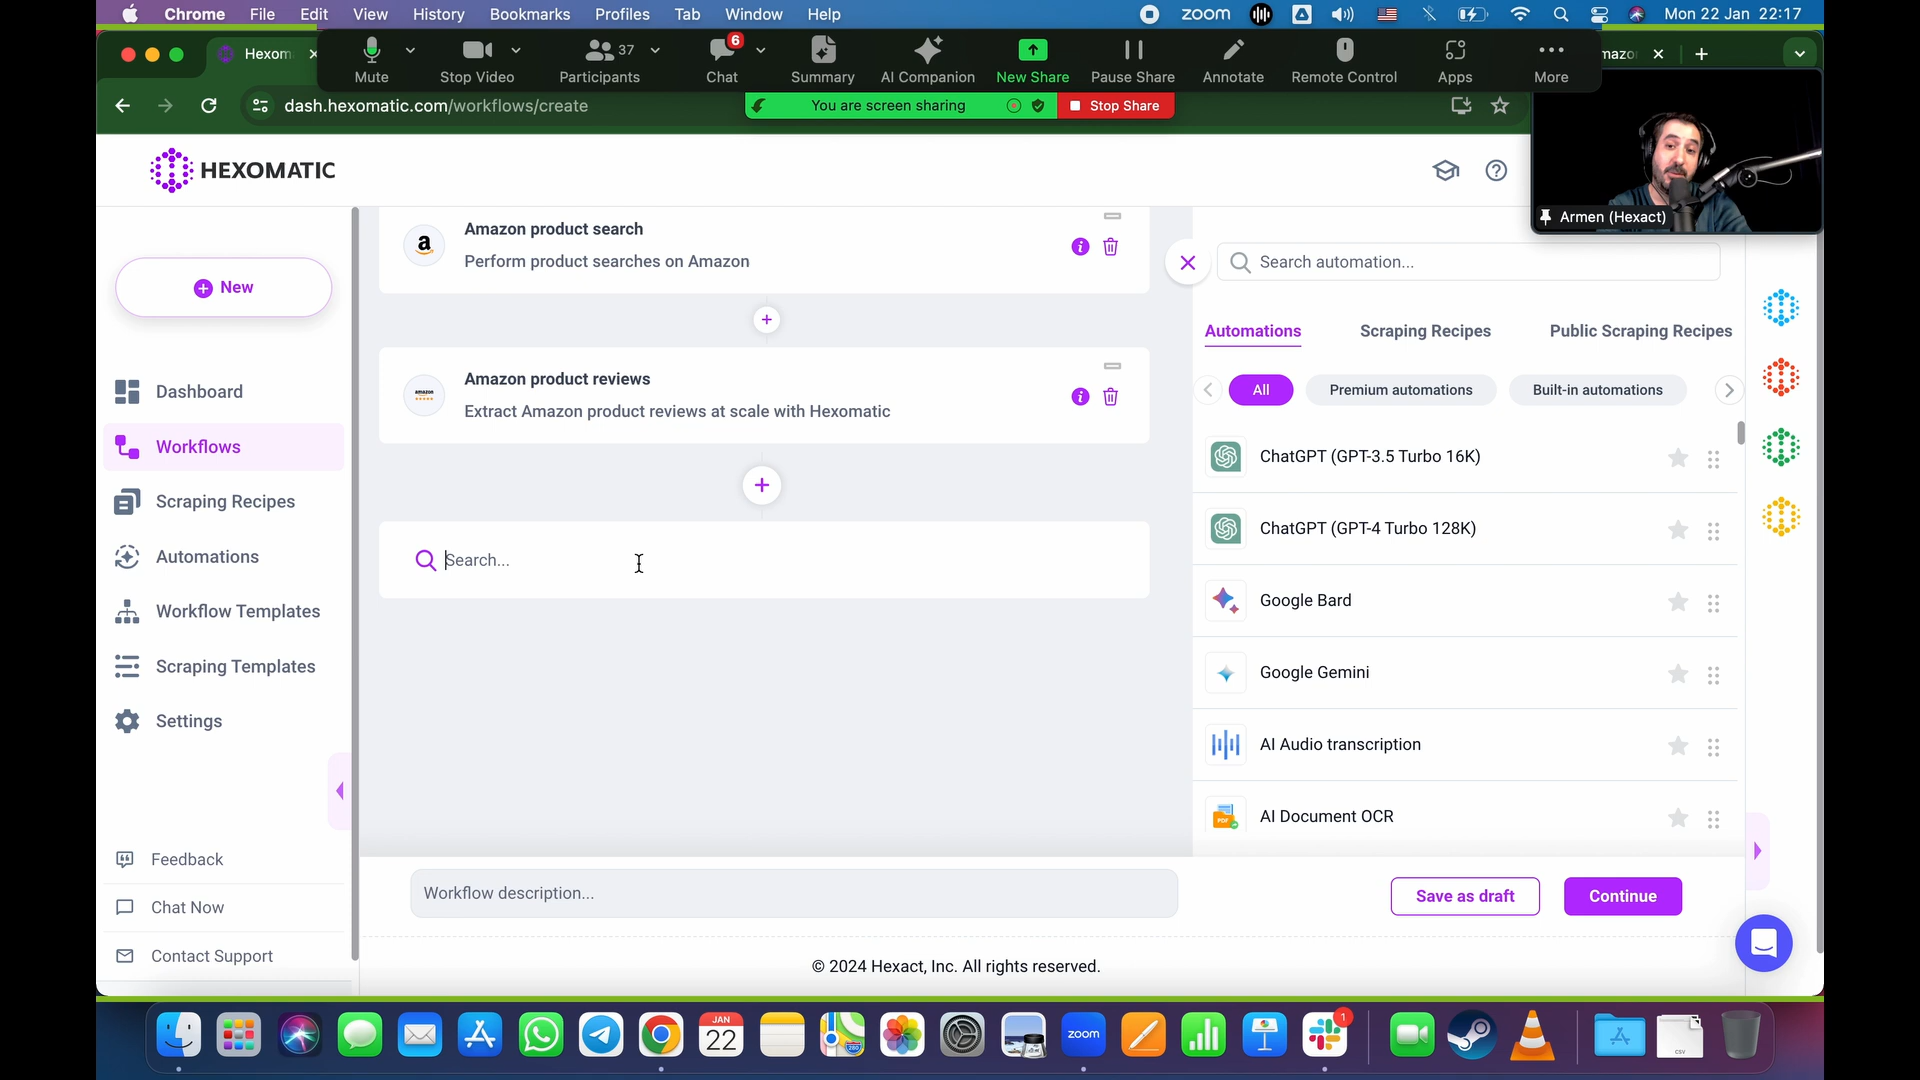 Chrome File Edit View History Bookmarks Profiles Tab Window Help
zoom
Mon 22 Jan 22:17
Hexom
Mute
Stop Video
37
Participants
6
Chat
Summary
AI Companion
New Share
Pause Share
Annotate
Remote Control
Apps
More
mazo
dash.hexomatic.com/workflows/create
You are screen sharing
Stop Share
Armen (Hexact)
HEXOMATIC
New
Dashboard
Workflows
Scraping Recipes
Automations
Workflow Templates
Scraping Templates
Settings
Feedback
Chat Now
Contact Support
Amazon product search
Perform product searches on Amazon
Amazon product reviews
Extract Amazon product reviews at scale with Hexomatic
Search...
Search automation...
Automations
Scraping Recipes
Public Scraping Recipes
All
Premium automations
Built-in automations
ChatGPT (GPT-3.5 Turbo 16K)
ChatGPT (GPT-4 Turbo 128K)
Google Bard
Google Gemini
AI Audio transcription
PDF
AI Document OCR
Workflow description...
Save as draft
Continue
© 2024 Hexact, Inc. All rights reserved.
JAN
22
zoom
1
CSV